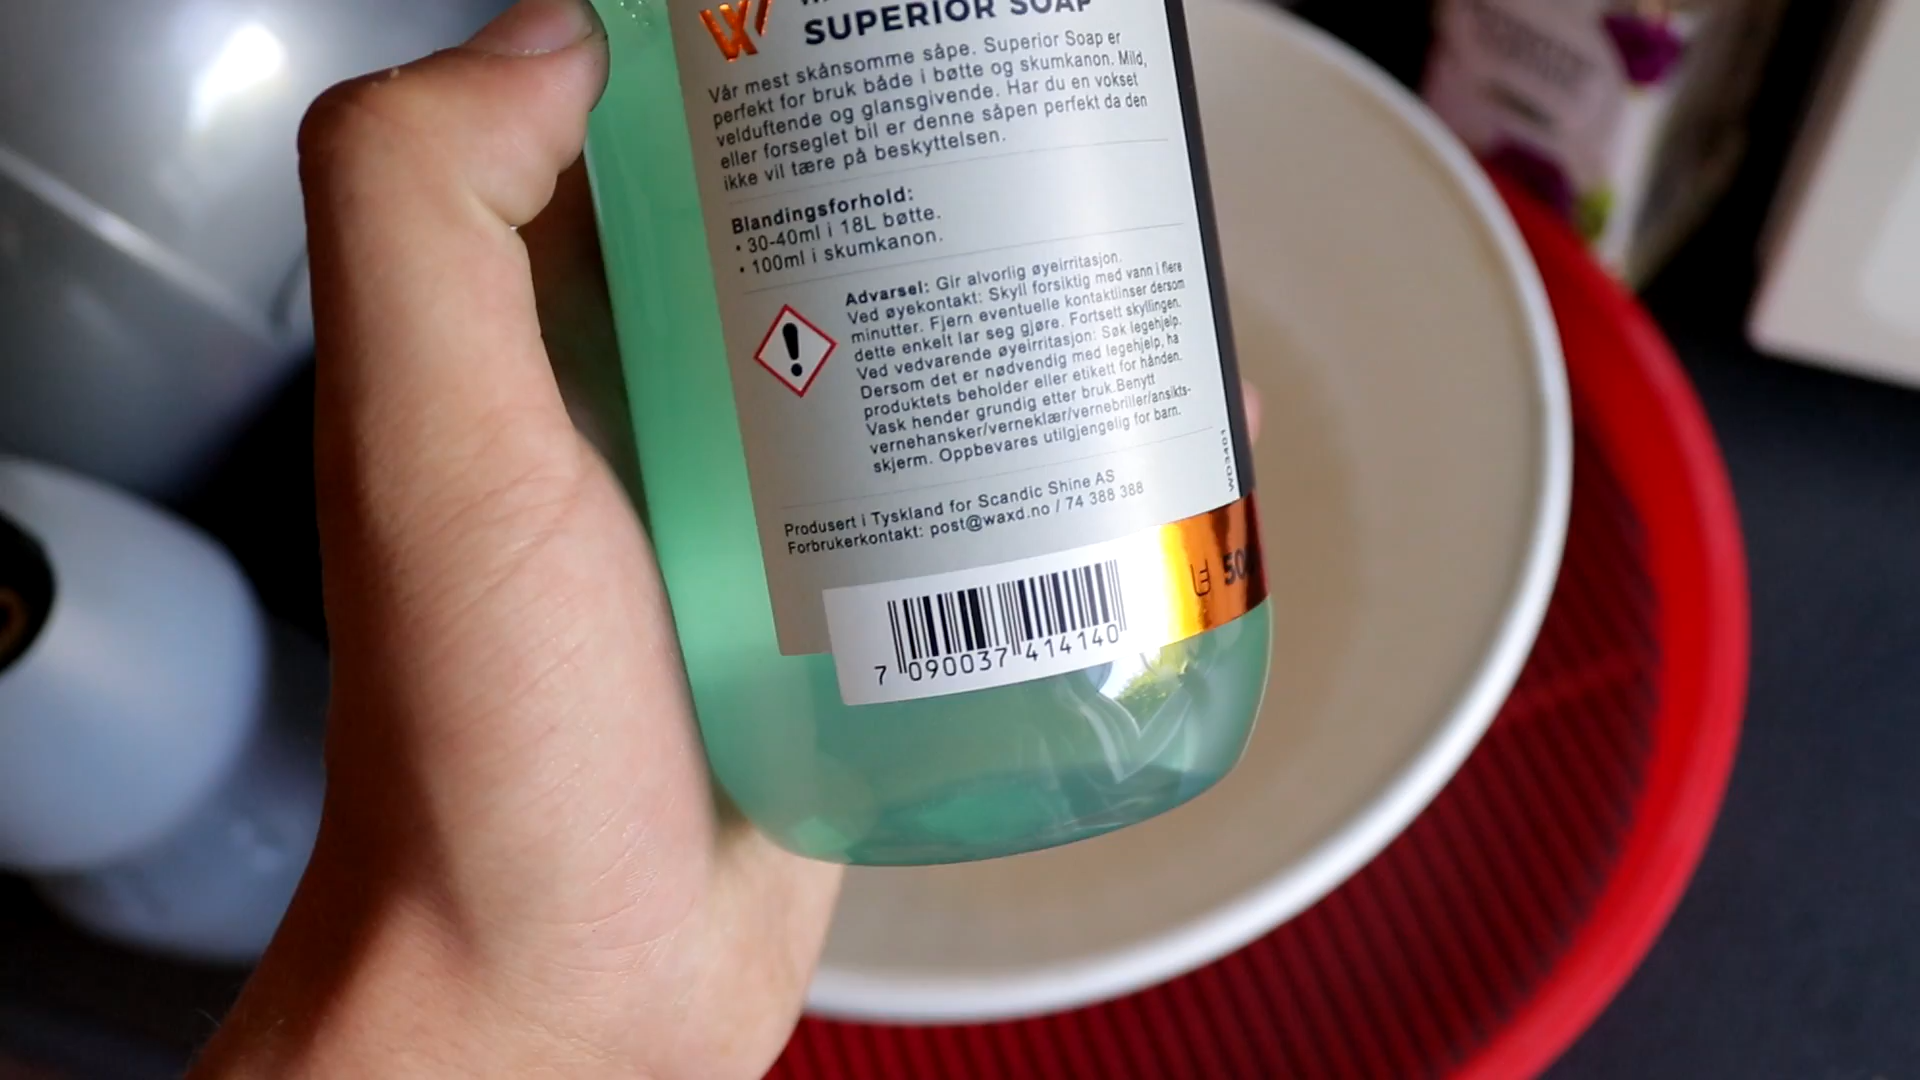 SUPERIOR SOAP
Vår mest skånsomme såpe. Superior Soap er
perfekt for bruk både i bøtte og skumkanon. Mild,
velduftende og glansgivende. Har du en vokset
eller forseglet bil er denne såpen perfekt da den
ikke vil tære på beskyttelsen.
Blandingsforhold:
• 30-40ml i 18L bøtte.
• 100ml i skumkanon.
Advarsel: Gir alvorlig øyeirritasjon.
Ved øyekontakt: Skyll forsiktig med vann i flere
minutter. Fjern eventuelle kontaktlinser dersom
dette enkelt lar seg gjøre. Fortsett skyllingen.
Ved vedvarende øyeirritasjon: Søk legehjelp.
Dersom det er nødvendig med legehjelp, ha
produktets beholder eller etikett for hånden.
Vask hender grundig etter bruk.Benytt
vernehansker/verneklær/vernebriller/ansikts-
skjerm. Oppbevares utilgjengelig for barn.
WD3401
Produsert i Tyskland for Scandic Shine AS
Forbrukerkontakt: post@waxd.no / 74 388 388
7 090037 414140